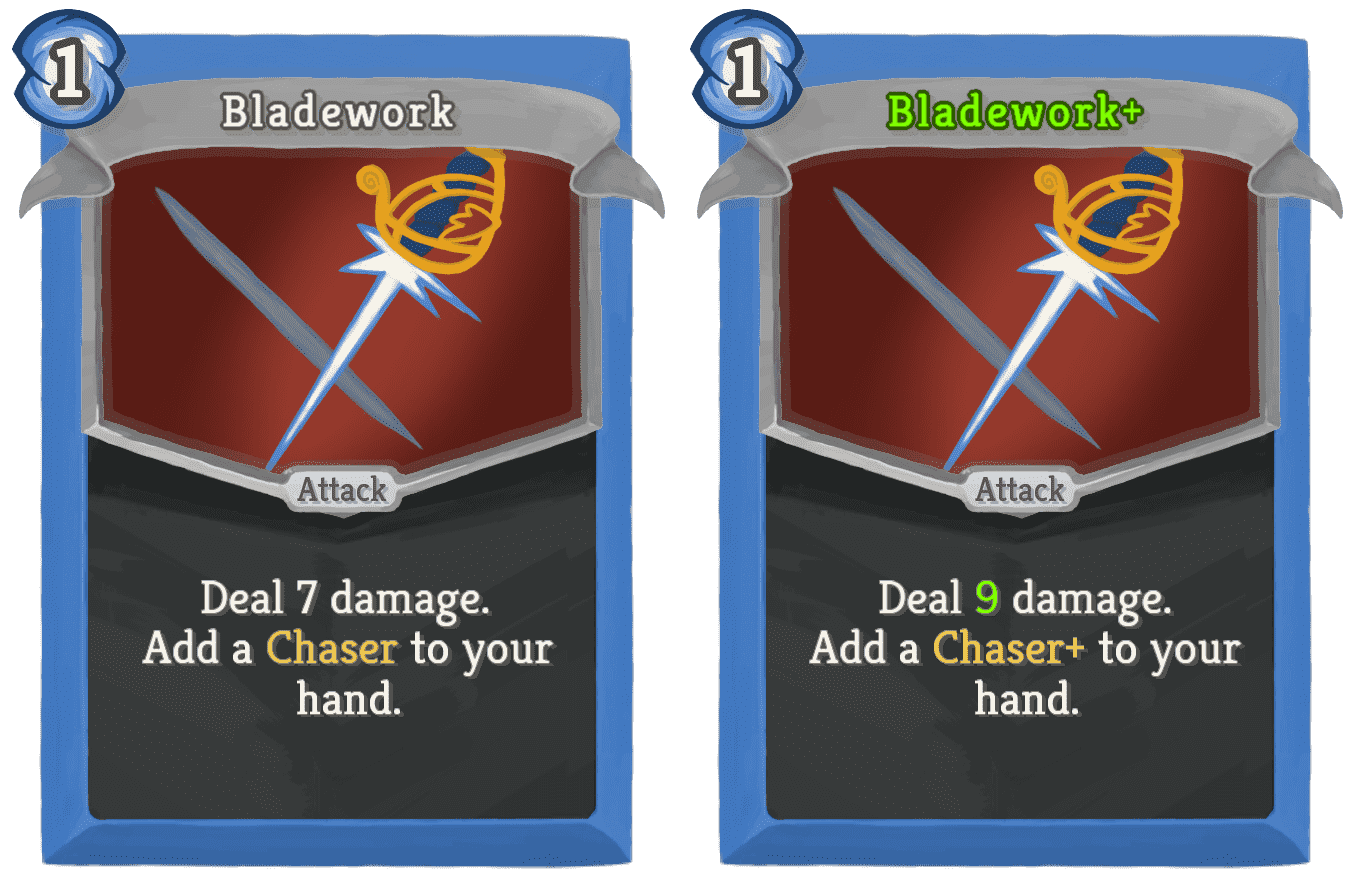 1
Bladework
Attack
Deal 7 damage.
Add a Chaser to your
hand.
1
Bladework+
Attack
Deal 9 damage.
Add a Chaser+ to your
hand.